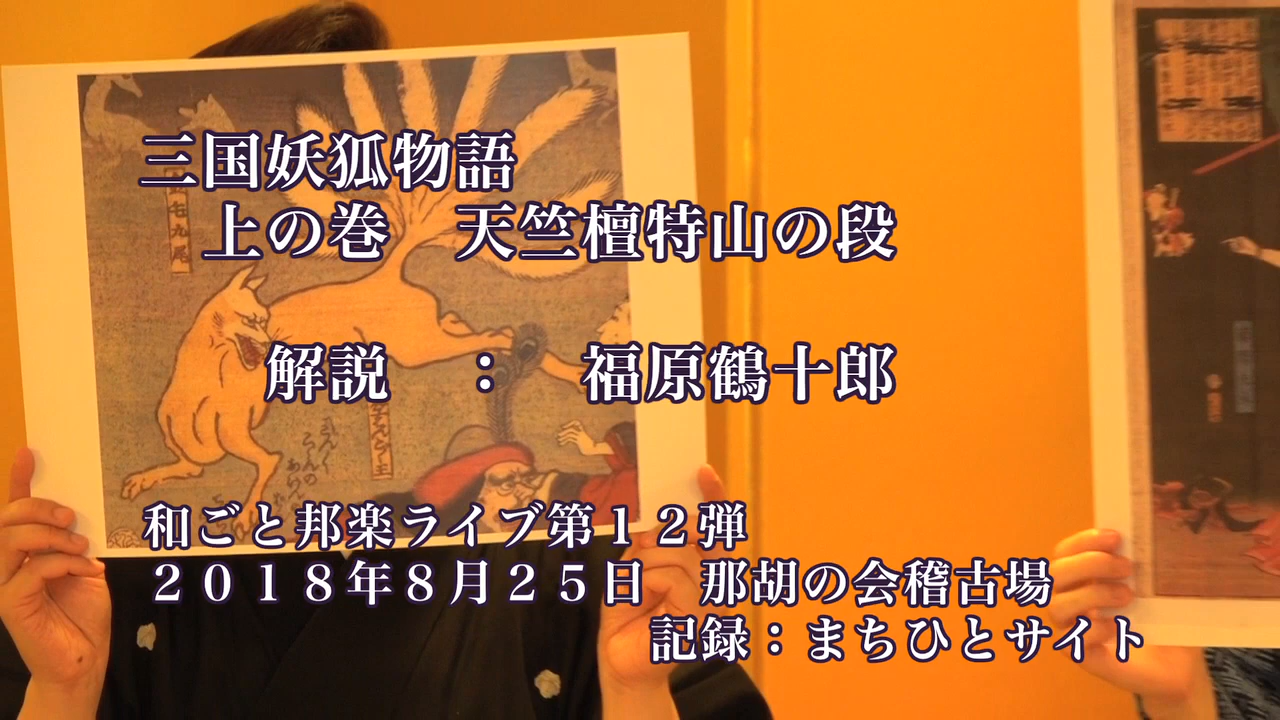 三国妖狐物語
上の巻　天竺檀特山の段
解説　：　福原鶴十郎
和ごと邦楽ライブ第１２弾
２０１８年８月２５日　那胡の会稽古場
記録：まちひとサイト